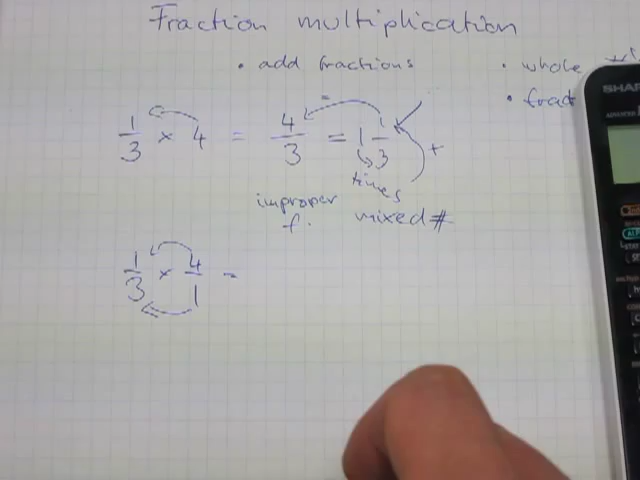 Fraction multiplication
• add fractions
• whole
• fract
1/3 × 4 = 4/3 = 1 1/3
= +
times
improper f.
mixed #
1/3 × 4/1 =
SHAR